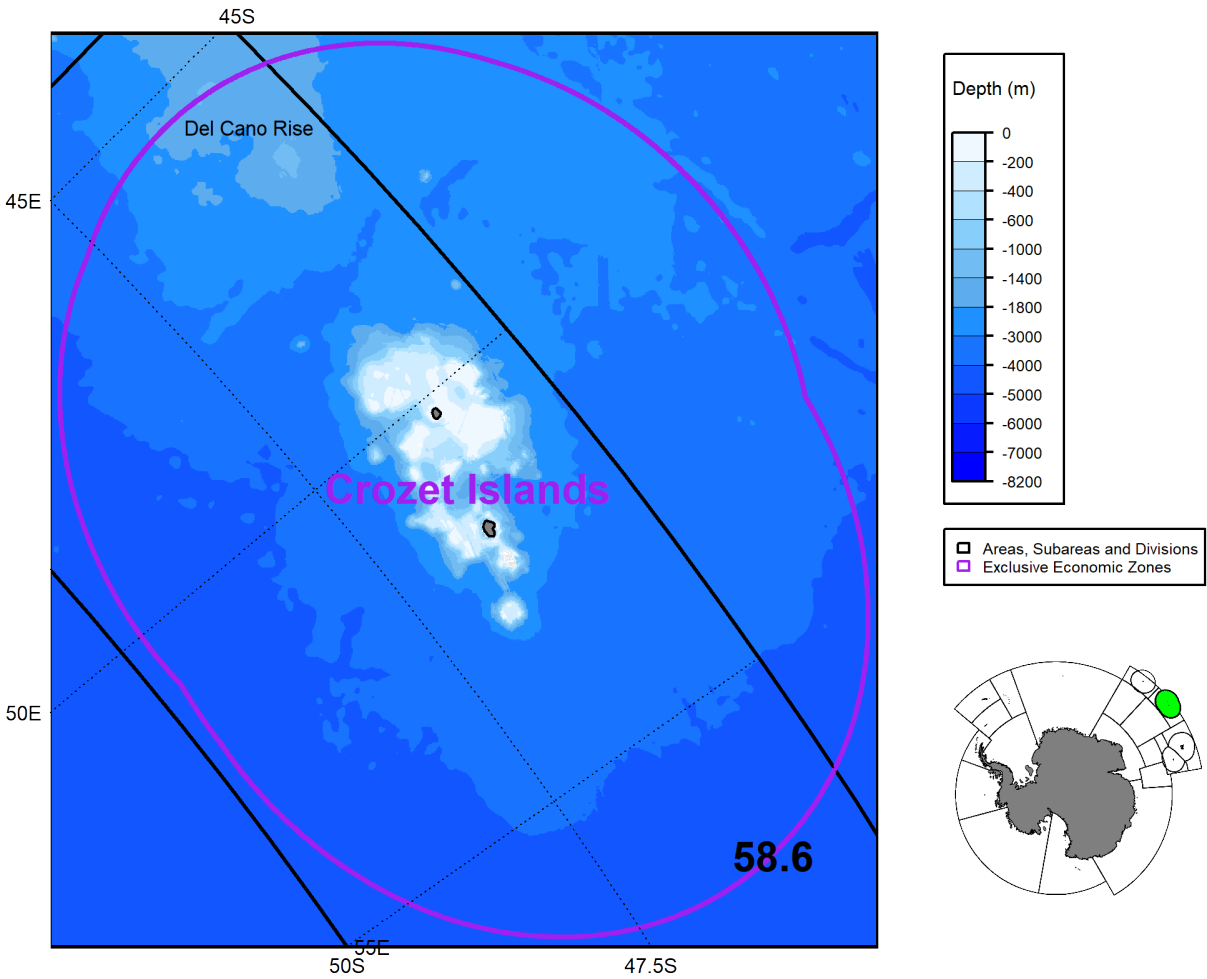 45S
Del Cano Rise
45E
Crozet Islands
50E
58.6
55E
50S
47.5S
Depth (m)
0
-200
-400
-600
-1000
-1400
-1800
-3000
-4000
-5000
-6000
-7000
-8200
Areas, Subareas and Divisions
Exclusive Economic Zones